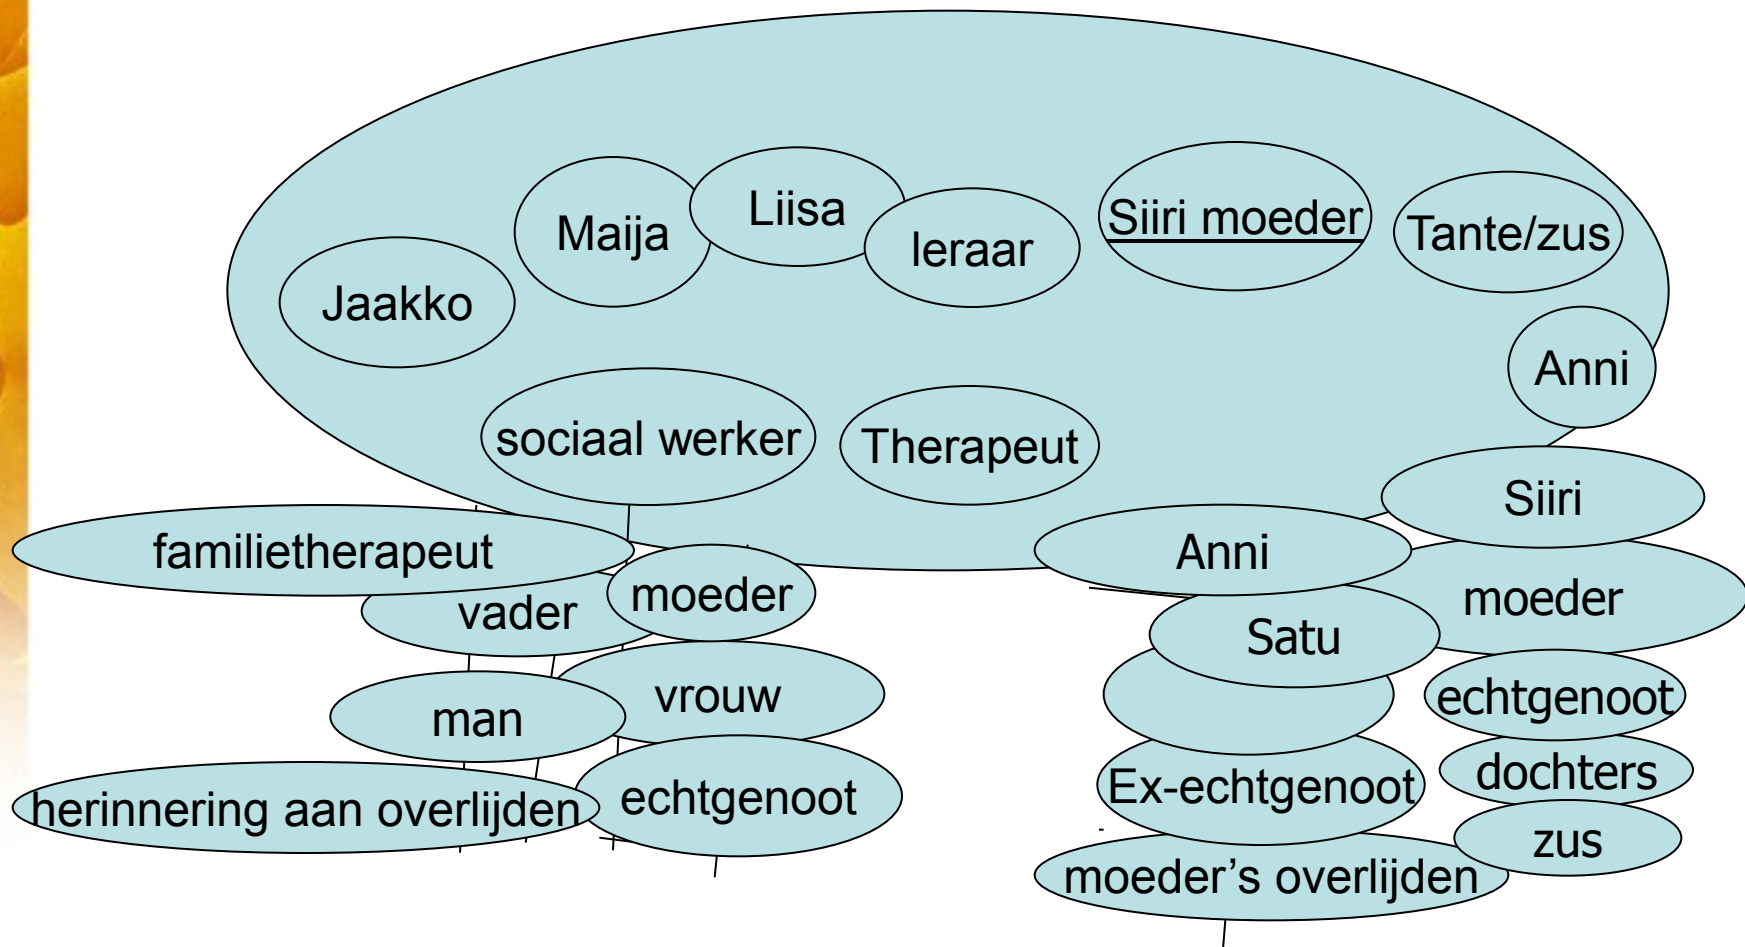 Jaakko
Maija
Liisa
leraar
Siiri moeder
Tante/zus
Anni
sociaal werker
Therapeut
familietherapeut
vader
moeder
man
vrouw
herinnering aan overlijden
echtgenoot
Anni
Siiri
Satu
moeder
echtgenoot
Ex-echtgenoot
dochters
moeder’s overlijden
zus